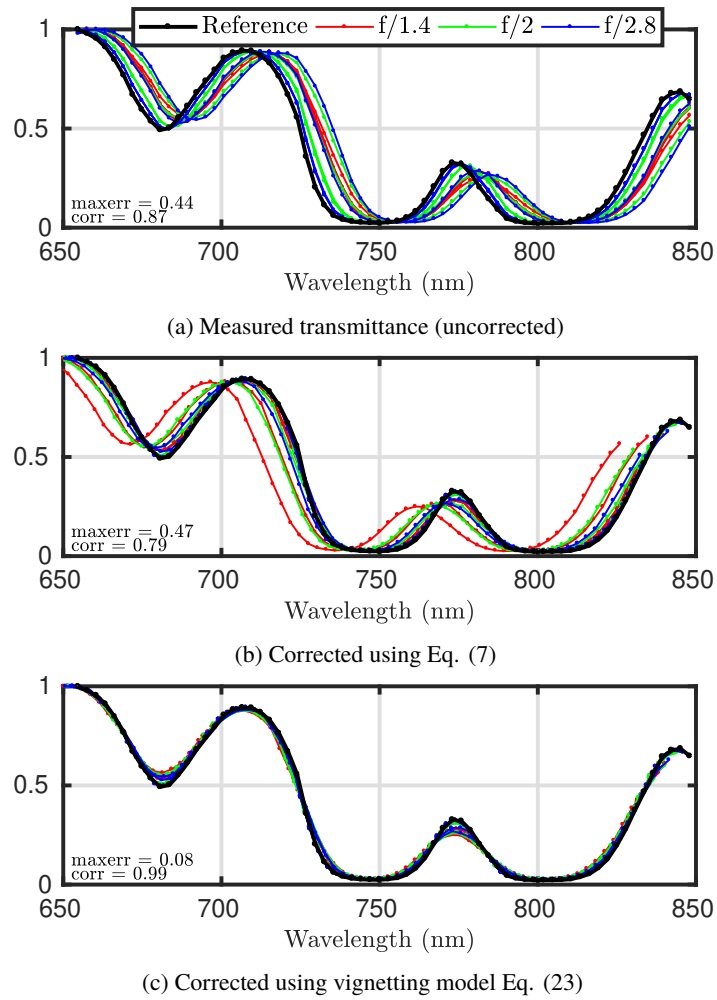 Reference f/1.4 f/2 f/2.8
1
0.5
0
maxerr = 0.44
corr = 0.87
650 700 750 800 850
Wavelength (nm)
(a) Measured transmittance (uncorrected)
1
0.5
0
maxerr = 0.47
corr = 0.79
650 700 750 800 850
Wavelength (nm)
(b) Corrected using Eq. (7)
1
0.5
0
maxerr = 0.08
corr = 0.99
650 700 750 800 850
Wavelength (nm)
(c) Corrected using vignetting model Eq. (23)